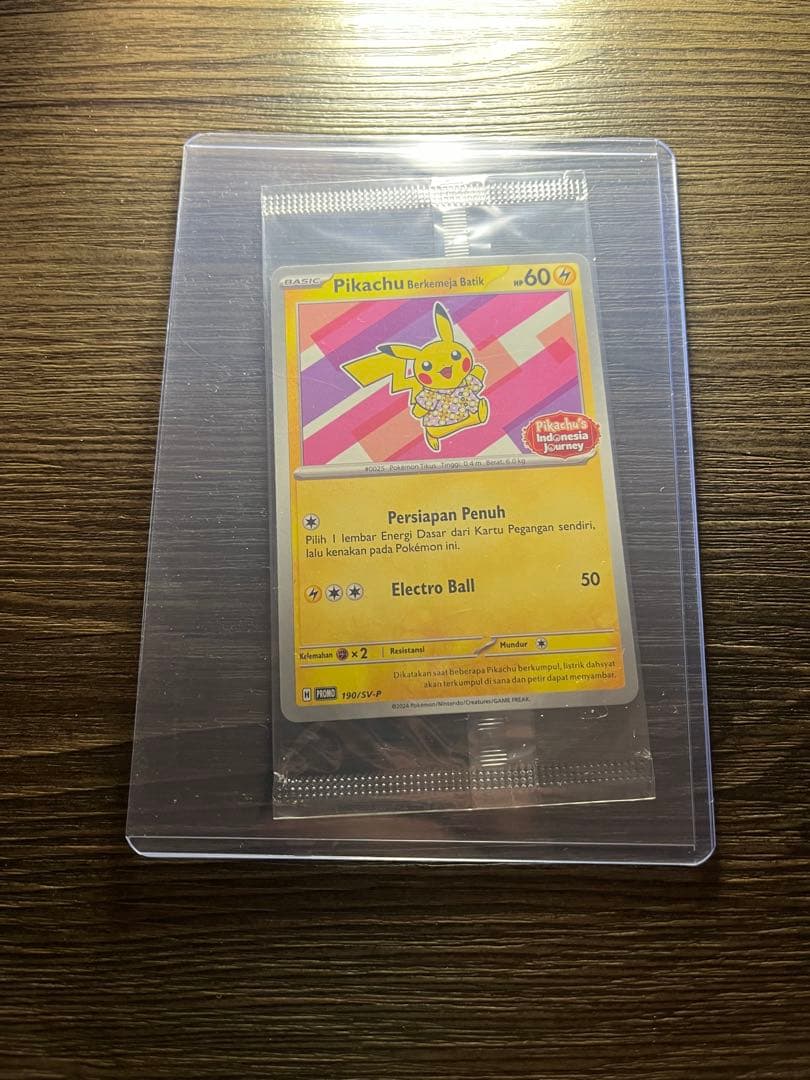 BASIC Pikachu Berkemeja Batik HP 60
Pikachu's
Indonesia
Journey
#0025 Pokémon Tikus Tinggi: 0.4 m Berat: 6.0 kg
Persiapan Penuh
Pilih 1 lembar Energi Dasar dari Kartu Pegangan sendiri,
lalu kenakan pada Pokémon ini.
Electro Ball 50
Kelemahan ×2 Resistansi Mundur
Dikatakan saat beberapa Pikachu berkumpul, listrik dahsyat
akan terkumpul di sana dan petir dapat menyambar.
H PROMO 190/SV-P
©2024 Pokémon/Nintendo/Creatures/GAME FREAK.